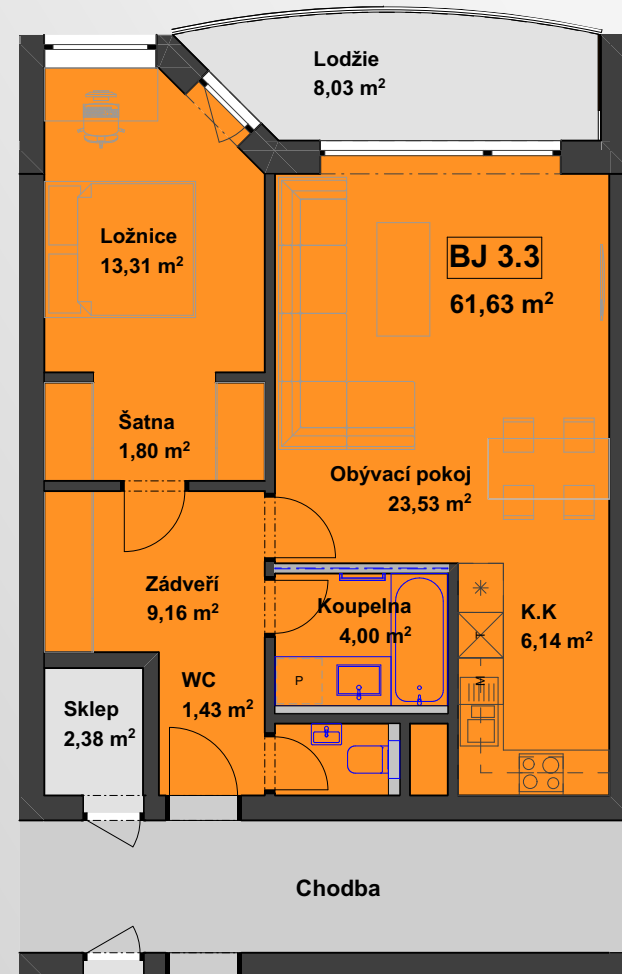 Lodžie
8,03 m²
Ložnice
13,31 m²
BJ 3.3
61,63 m²
Šatna
1,80 m²
Obývací pokoj
23,53 m²
Zádveří
9,16 m²
Koupelna
4,00 m²
K.K
6,14 m²
WC
1,43 m²
P
M
Sklep
2,38 m²
Chodba